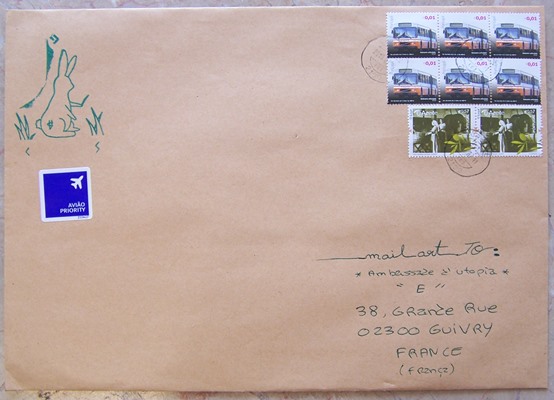 0,01
0,01
0,01
0,01
0,01
0,01
AVIÃO
PRIORITY
mail art TO:
* Ambassade d'utopia *
" E "
38, Grande Rue
02300 GUIVRY
FRANCE
(França)